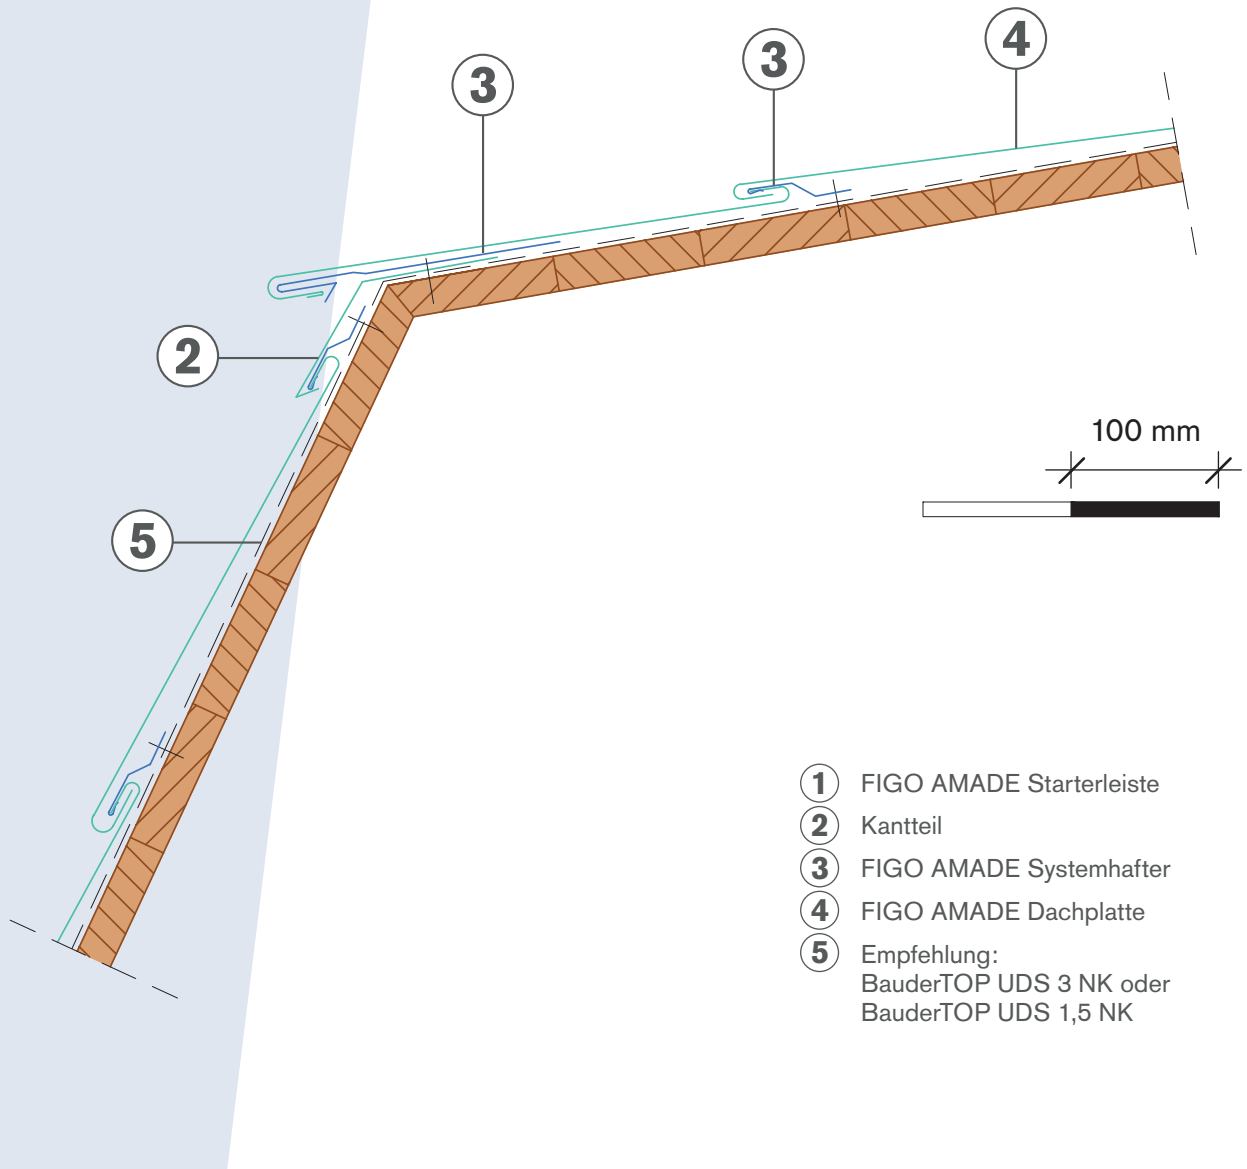 4
3
3
2
100 mm
5
1 FIGO AMADE Starterleiste
2 Kantteil
3 FIGO AMADE Systemhafter
4 FIGO AMADE Dachplatte
5 Empfehlung:
BauderTOP UDS 3 NK oder
BauderTOP UDS 1,5 NK